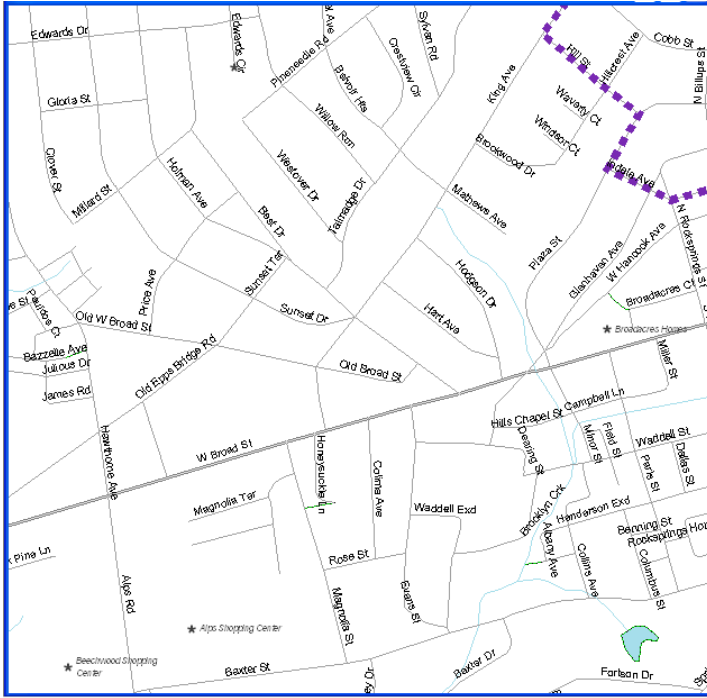 Edwards Dr
Edwards Cir
Pineneedle Rd
Sylvan Rd
Crestview Cir
Cobb St
Hill St
Hillcrest Ave
N Billups St
King Ave
Gloria St
Belvoir Hts
Willow Run
Waverly Ct
Windsor Ct
Brookwood Dr
Glover St
Millard St
Holman Ave
Westover Dr
Talmadge Dr
Mathews Ave
Best Dr
Plaza St
N Rocksprings St
Glenhaven Ave
W Hancock Ave
Hodgson Dr
Sunset Ter
Price Ave
Sunset Dr
Hart Ave
Broadacres Ct
Broadacres Homes
Paulidos Ct
Old W Broad St
Bazzelle Ave
Julious Dr
James Rd
Old Epps Bridge Rd
Old Broad St
Miller St
Campbell Ln
Hills Chapel St
W Broad St
Hawthorne Ave
Honeysuckle Ln
Colima Ave
Dearing St
Minor St
Field St
Waddell St
Dallas St
Paris St
Magnolia Ter
Waddell Exd
Brooklyn Crk
Henderson Exd
Benning St
Rocksprings Hom
Albany Ave
Collins Ave
Columbus St
Pine Ln
Rose St
Alps Rd
Magnolia St
Evans St
Alps Shopping Center
Beechwood Shopping
Center
Baxter St
Baxter Dr
Fortson Dr